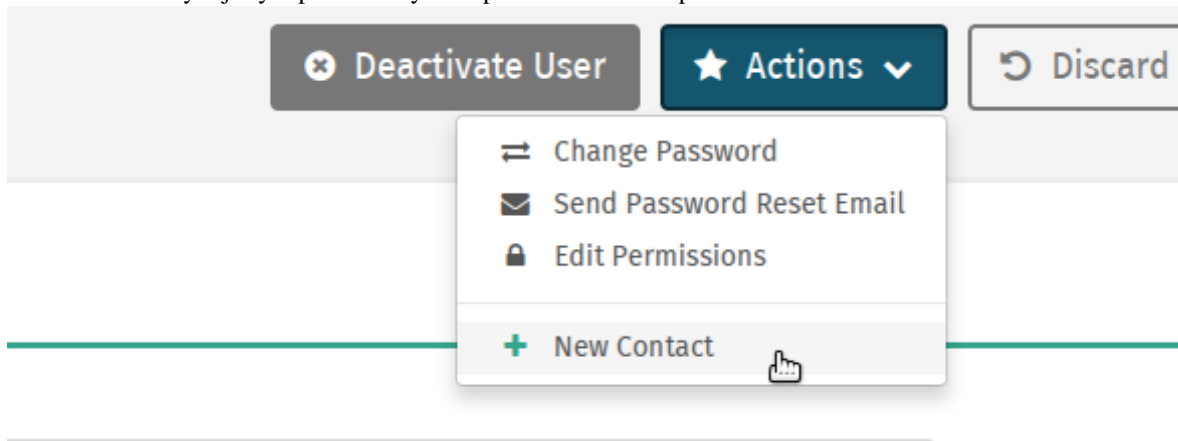 Deactivate User
Actions
Discard
Change Password
Send Password Reset Email
Edit Permissions
New Contact